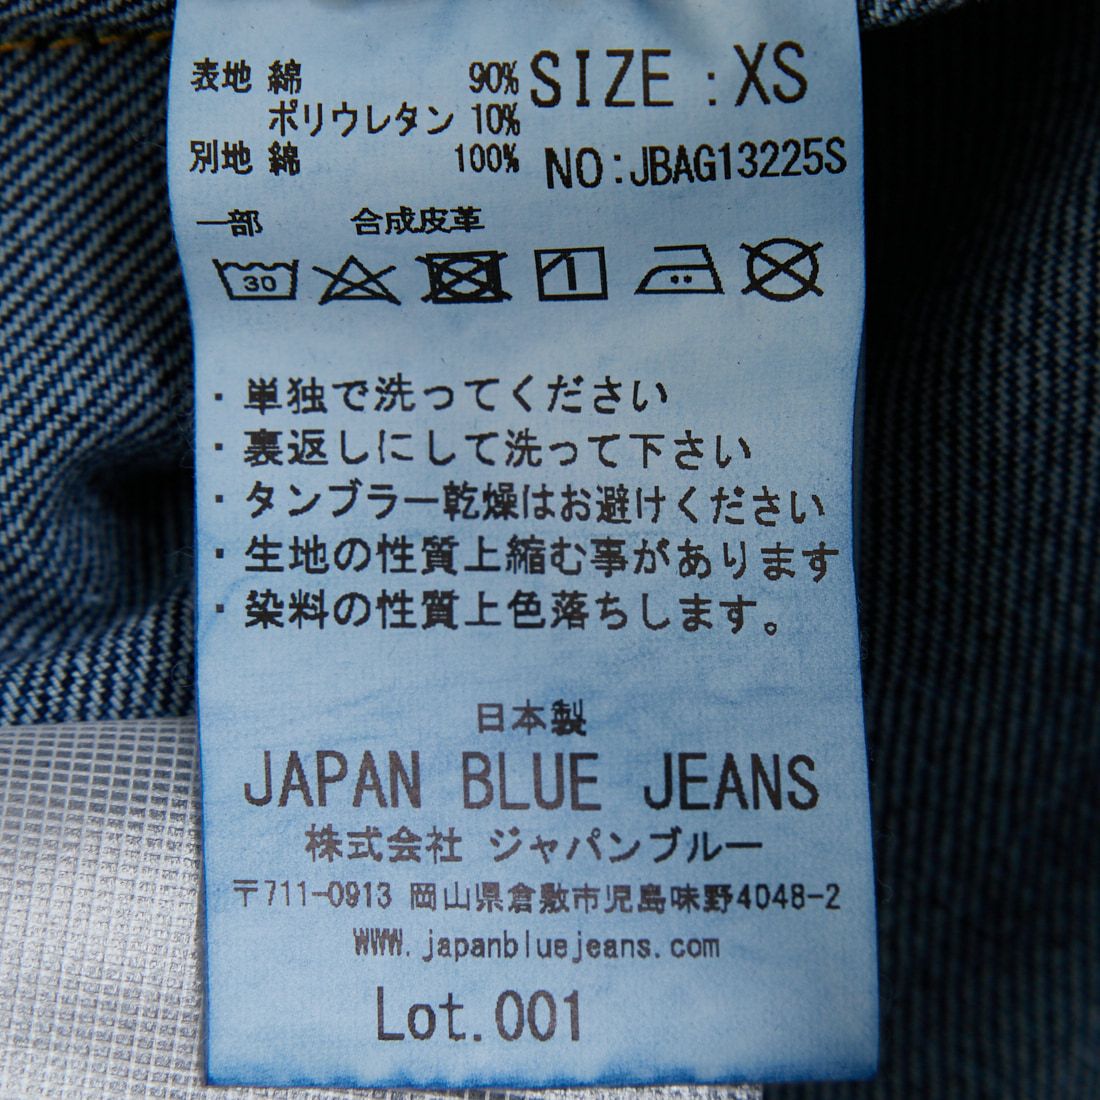 表地 綿 90% SIZE : XS
ポリウレタン 10%
別地 綿 100% NO:JBAG13225S
一部 合成皮革
30
・単独で洗ってください
・裏返しにして洗って下さい
・タンブラー乾燥はお避けください
・生地の性質上縮む事があります
・染料の性質上色落ちします。
日本製
JAPAN BLUE JEANS
株式会社 ジャパンブルー
〒711-0913 岡山県倉敷市児島味野4048-2
www.japanbluejeans.com
Lot.001